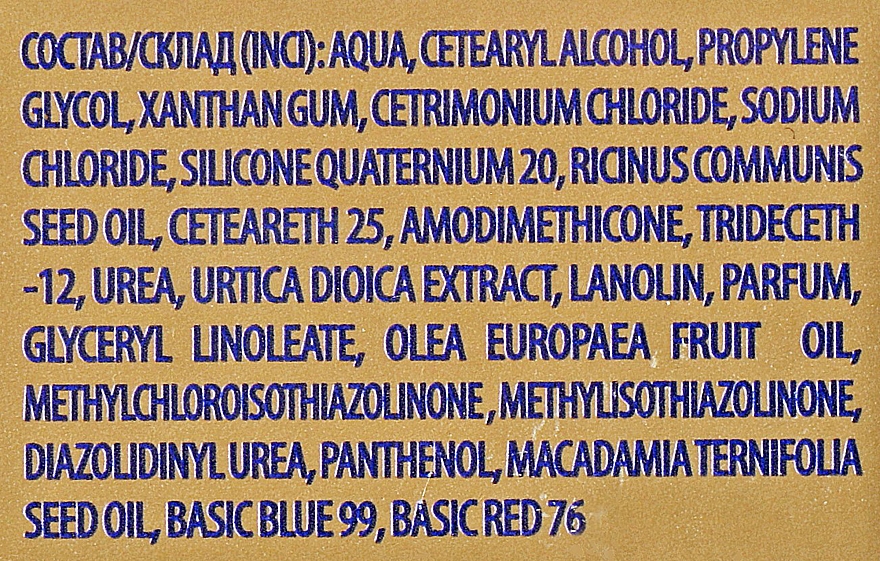 СОСТАВ/СКЛАД (INCI): AQUA, CETEARYL ALCOHOL, PROPYLENE
GLYCOL, XANTHAN GUM, CETRIMONIUM CHLORIDE, SODIUM
CHLORIDE, SILICONE QUATERNIUM 20, RICINUS COMMUNIS
SEED OIL, CETEARETH 25, AMODIMETHICONE, TRIDECETH
-12, UREA, URTICA DIOICA EXTRACT, LANOLIN, PARFUM,
GLYCERYL LINOLEATE, OLEA EUROPAEA FRUIT OIL,
METHYLCHLOROISOTHIAZOLINONE, METHYLISOTHIAZOLINONE,
DIAZOLIDINYL UREA, PANTHENOL, MACADAMIA TERNIFOLIA
SEED OIL, BASIC BLUE 99, BASIC RED 76